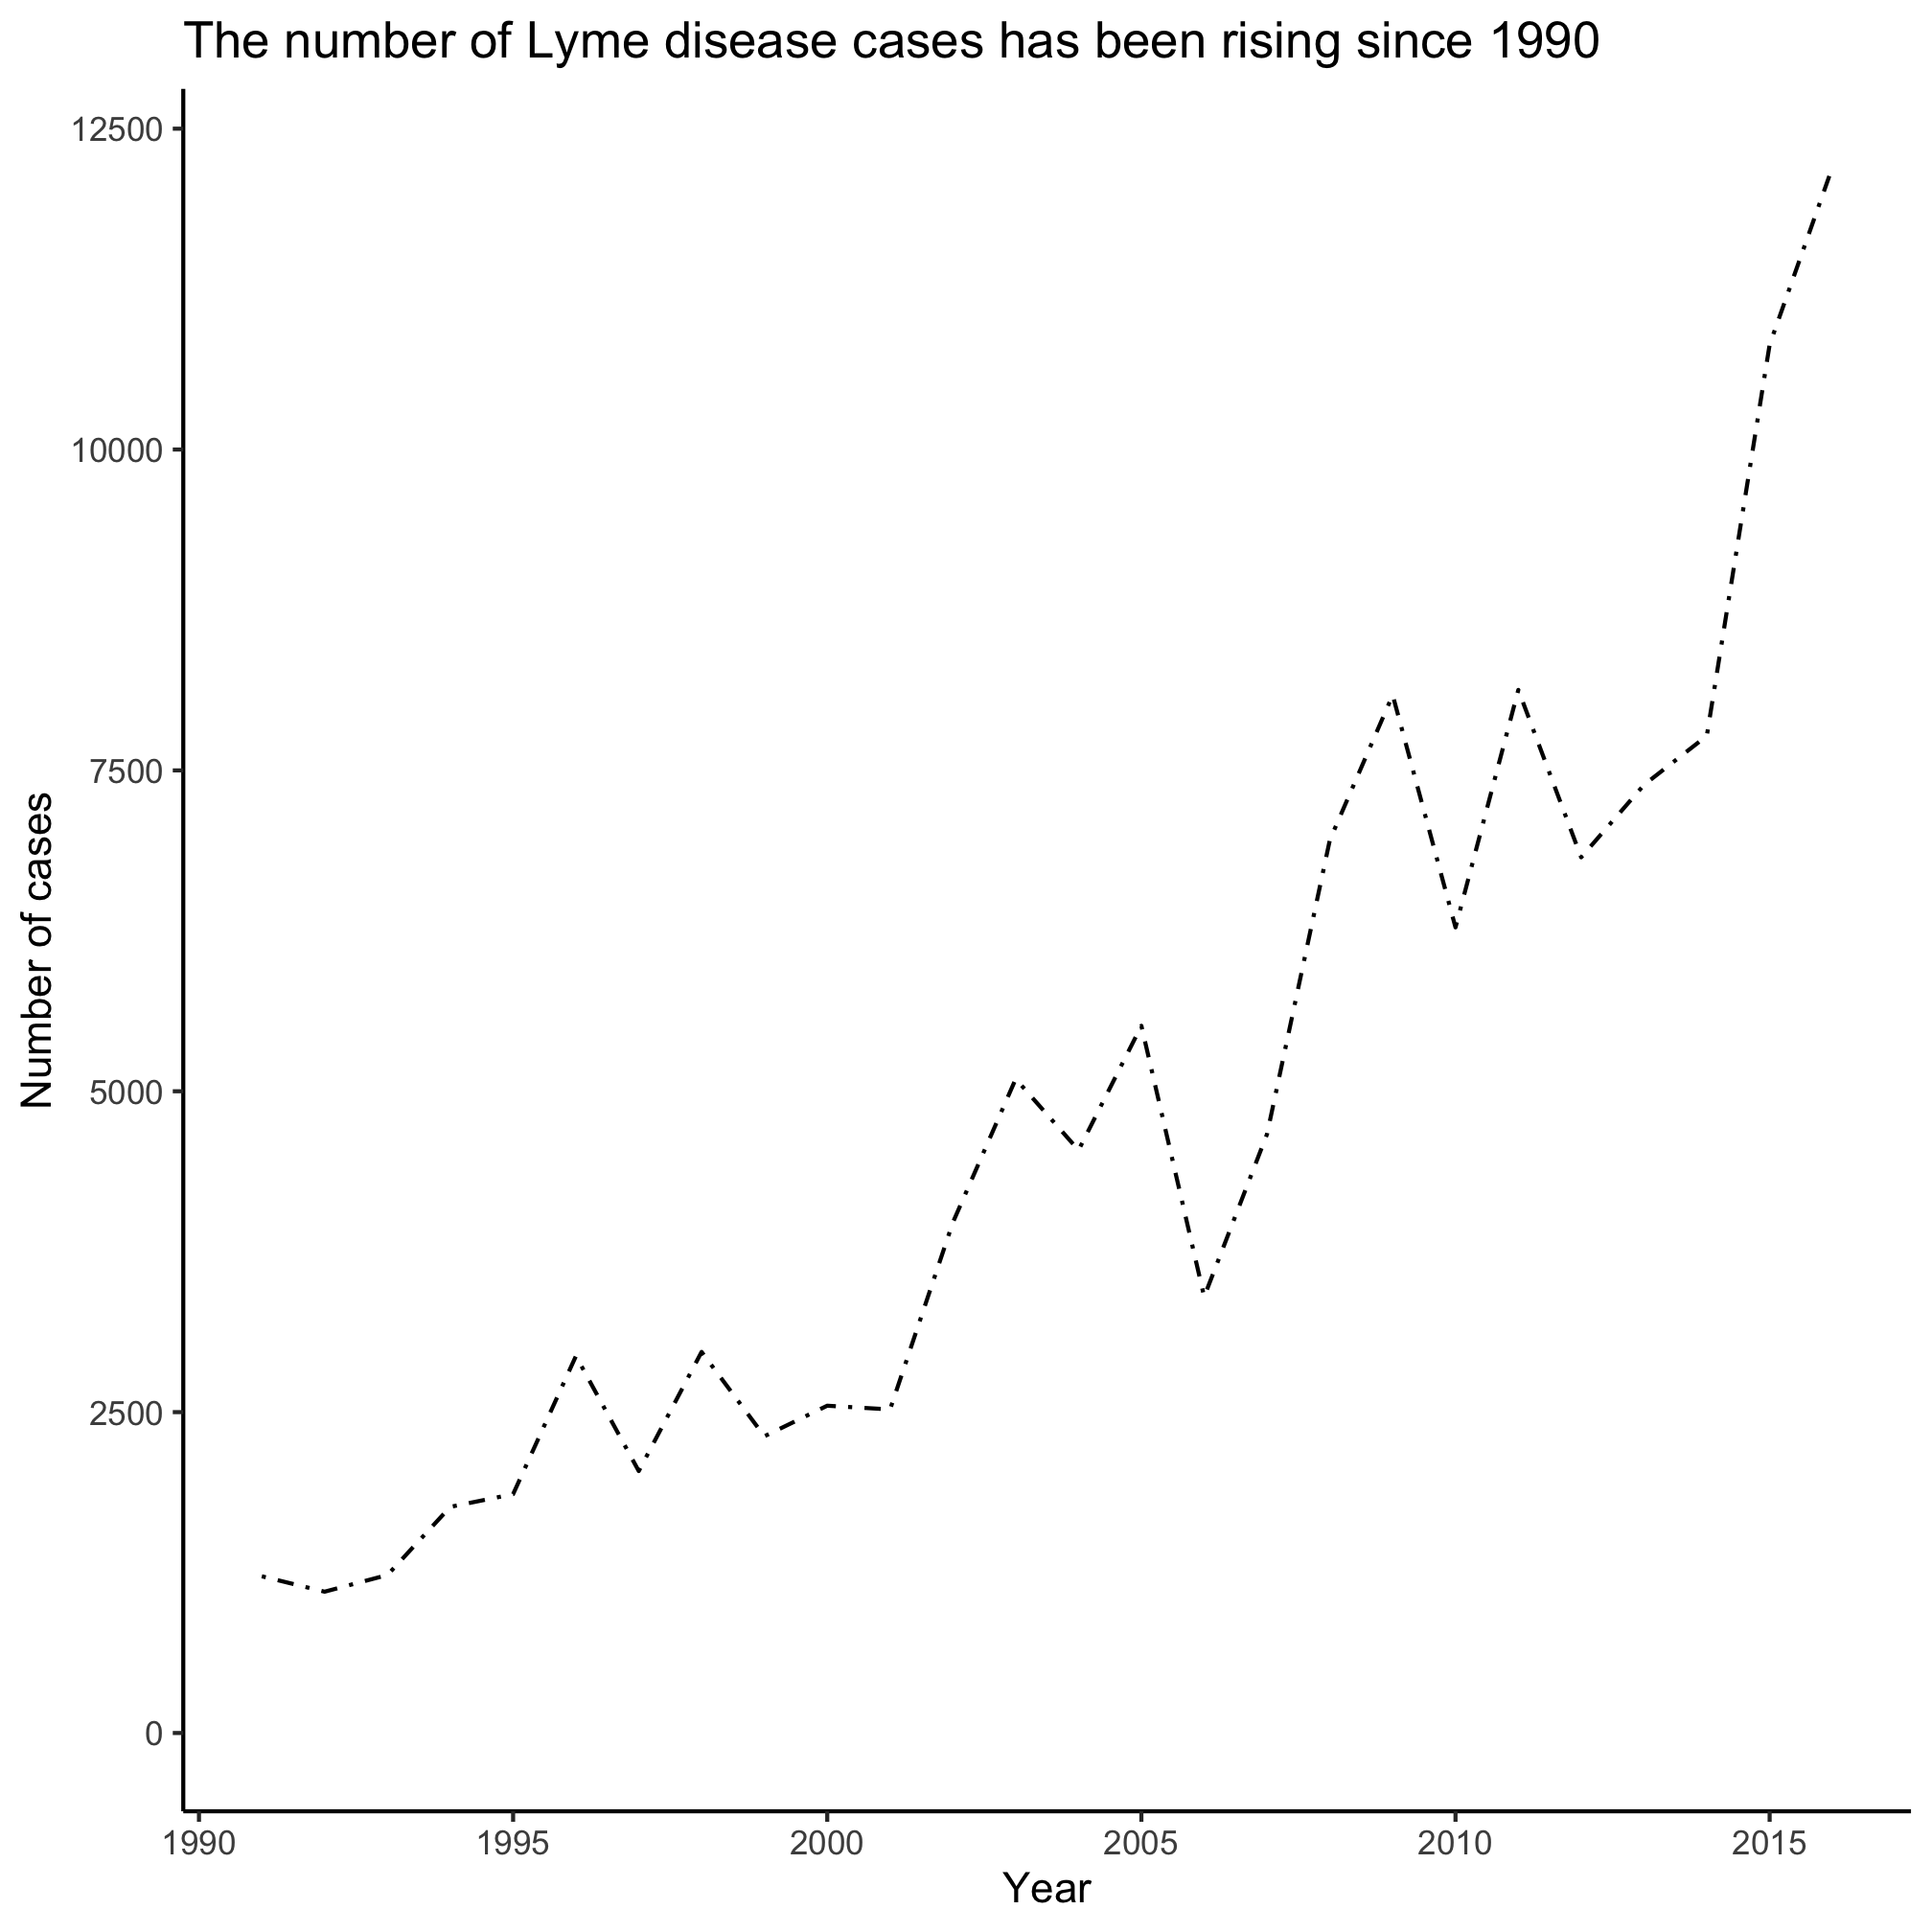 The number of Lyme disease cases has been rising since 1990
12500
10000
7500
5000
2500
0
Number of cases
1990 1995 2000 2005 2010 2015
Year